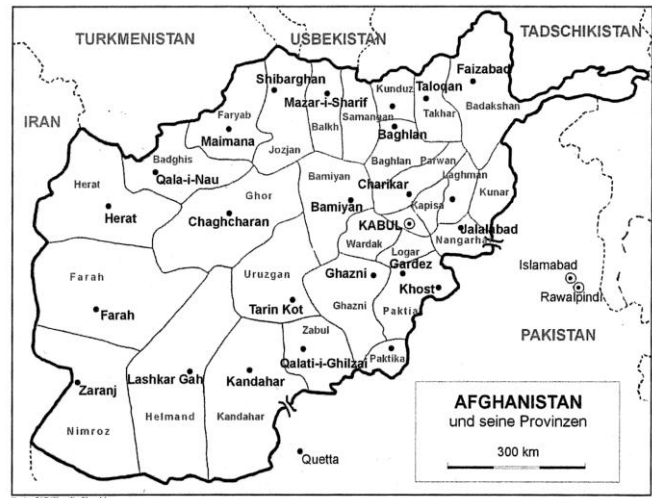 TURKMENISTAN
USBEKISTAN
TADSCHIKISTAN
IRAN
Shibarghan
Mazar-i-Sharif
Kunduz
Taloqan
Faizabad
Faryab
Maimana
Jozjan
Balkh
Samangan
Takhar
Badakshan
Baghlan
Badghis
Qala-i-Nau
Herat
Herat
Ghor
Chaghcharan
Bamiyan
Bamiyan
Baghlan
Parwan
Charikar
Kapisa
Laghman
Kunar
KABUL
Jalalabad
Nangarhar
Wardak
Logar
Gardez
Khost
Farah
Farah
Uruzgan
Tarin Kot
Ghazni
Ghazni
Paktia
Paktika
Zabul
Qalati-i-Ghilzai
Zaranj
Nimroz
Lashkar Gah
Helmand
Kandahar
Kandahar
Quetta
Islamabad
Rawalpindi
PAKISTAN
AFGHANISTAN
und seine Provinzen
300 km